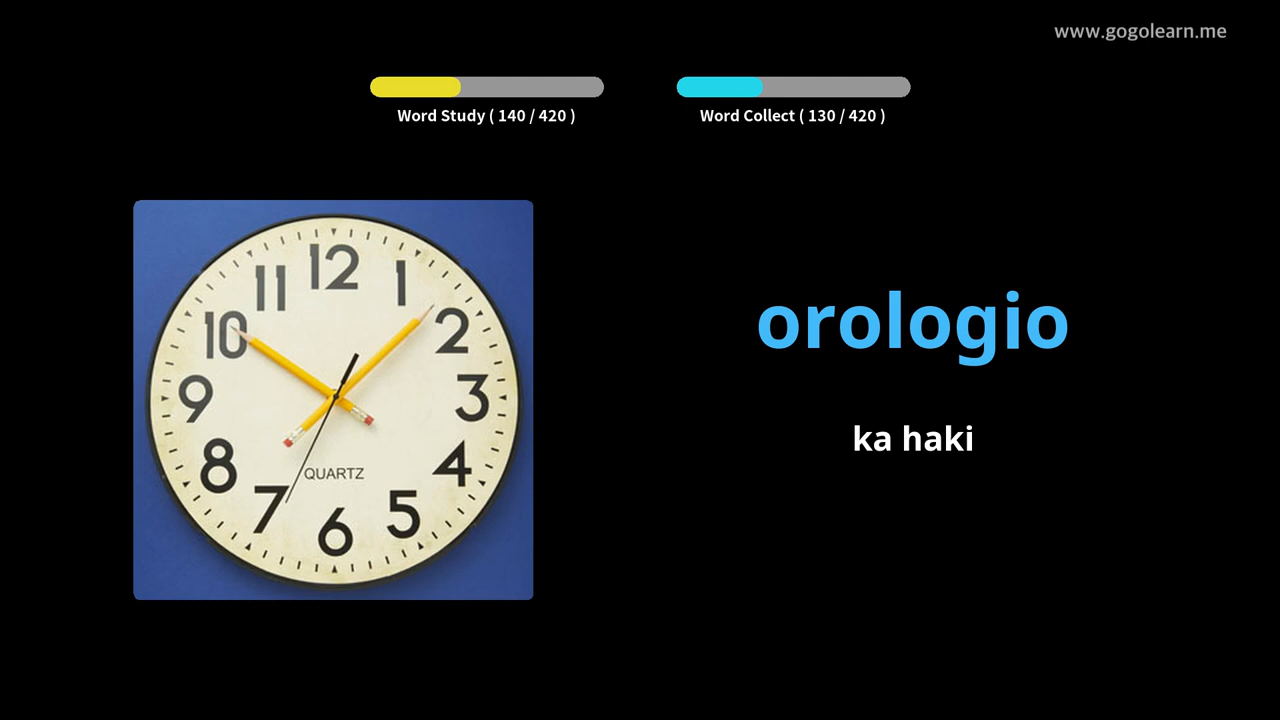 www.gogolearn.me
Word Study ( 140 / 420 )
Word Collect ( 130 / 420 )
12
11
1
10
2
9
3
8
4
QUARTZ
7
5
6
orologio
ka haki